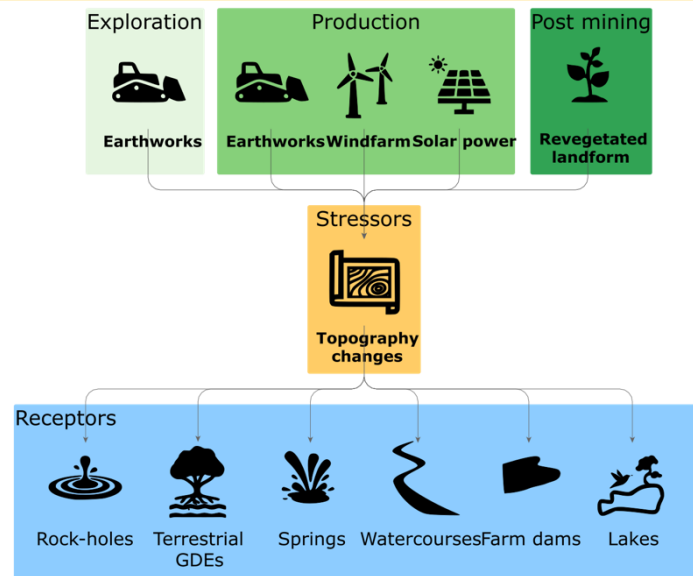 Exploration
Production
Post mining
Earthworks
Earthworks
Windfarm
Solar power
Revegetated
landform
Stressors
Topography
changes
Receptors
Rock-holes
Terrestrial
GDEs
Springs
Watercourses
Farm dams
Lakes